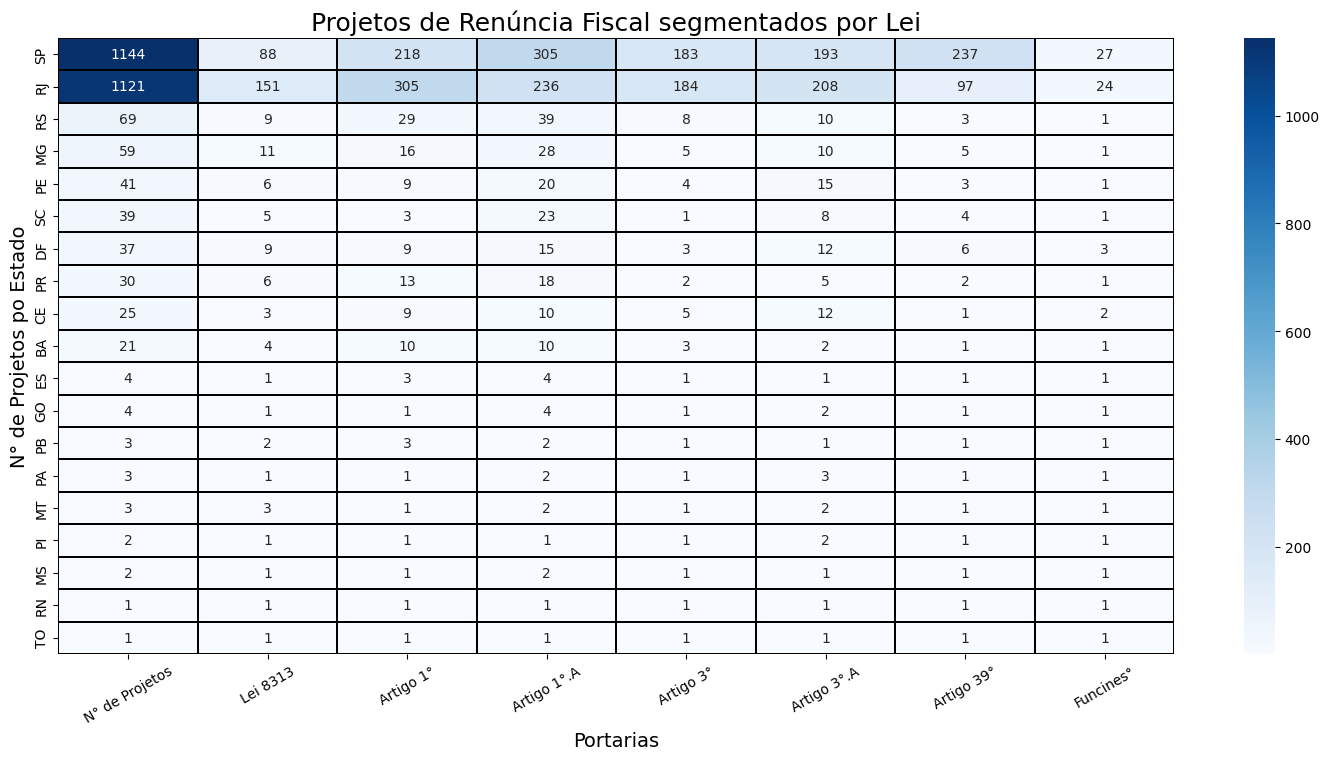 Projetos de Renúncia Fiscal segmentados por Lei
N° de Projetos po Estado
SP 1144 88 218 305 183 193 237 27
RJ 1121 151 305 236 184 208 97 24
RS 69 9 29 39 8 10 3 1
MG 59 11 16 28 5 10 5 1
PE 41 6 9 20 4 15 3 1
SC 39 5 3 23 1 8 4 1
DF 37 9 9 15 3 12 6 3
PR 30 6 13 18 2 5 2 1
CE 25 3 9 10 5 12 1 2
BA 21 4 10 10 3 2 1 1
ES 4 1 3 4 1 1 1 1
GO 4 1 1 4 1 2 1 1
PB 3 2 3 2 1 1 1 1
PA 3 1 1 2 1 3 1 1
MT 3 3 1 2 1 2 1 1
PI 2 1 1 1 1 2 1 1
MS 2 1 1 2 1 1 1 1
RN 1 1 1 1 1 1 1 1
TO 1 1 1 1 1 1 1 1
N° de Projetos Lei 8313 Artigo 1° Artigo 1°.A Artigo 3° Artigo 3°.A Artigo 39° Funcines°
Portarias
1000
800
600
400
200